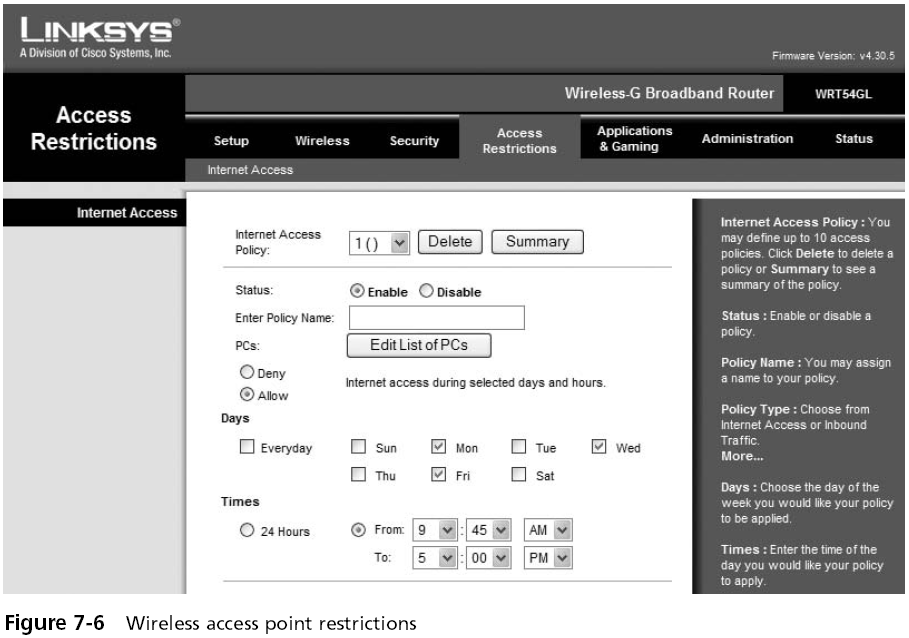 LINKSYS®
A Division of Cisco Systems, Inc.
Firmware Version: v4.30.5
Wireless-G Broadband Router WRT54GL
Access Restrictions
Setup Wireless Security Access Restrictions Applications & Gaming Administration Status
Internet Access
Internet Access
Internet Access Policy: 1 () Delete Summary
Status: Enable Disable
Enter Policy Name:
PCs: Edit List of PCs
Deny
Allow
Internet access during selected days and hours.
Days
Everyday Sun Mon Tue Wed
Thu Fri Sat
Times
24 Hours From: 9 : 45 AM
To: 5 : 00 PM
Internet Access Policy : You
may define up to 10 access
policies. Click Delete to delete a
policy or Summary to see a
summary of the policy.
Status : Enable or disable a
policy.
Policy Name : You may assign
a name to your policy.
Policy Type : Choose from
Internet Access or Inbound
Traffic.
More...
Days : Choose the day of the
week you would like your policy
to be applied.
Times : Enter the time of the
day you would like your policy
to apply.
Figure 7-6 Wireless access point restrictions